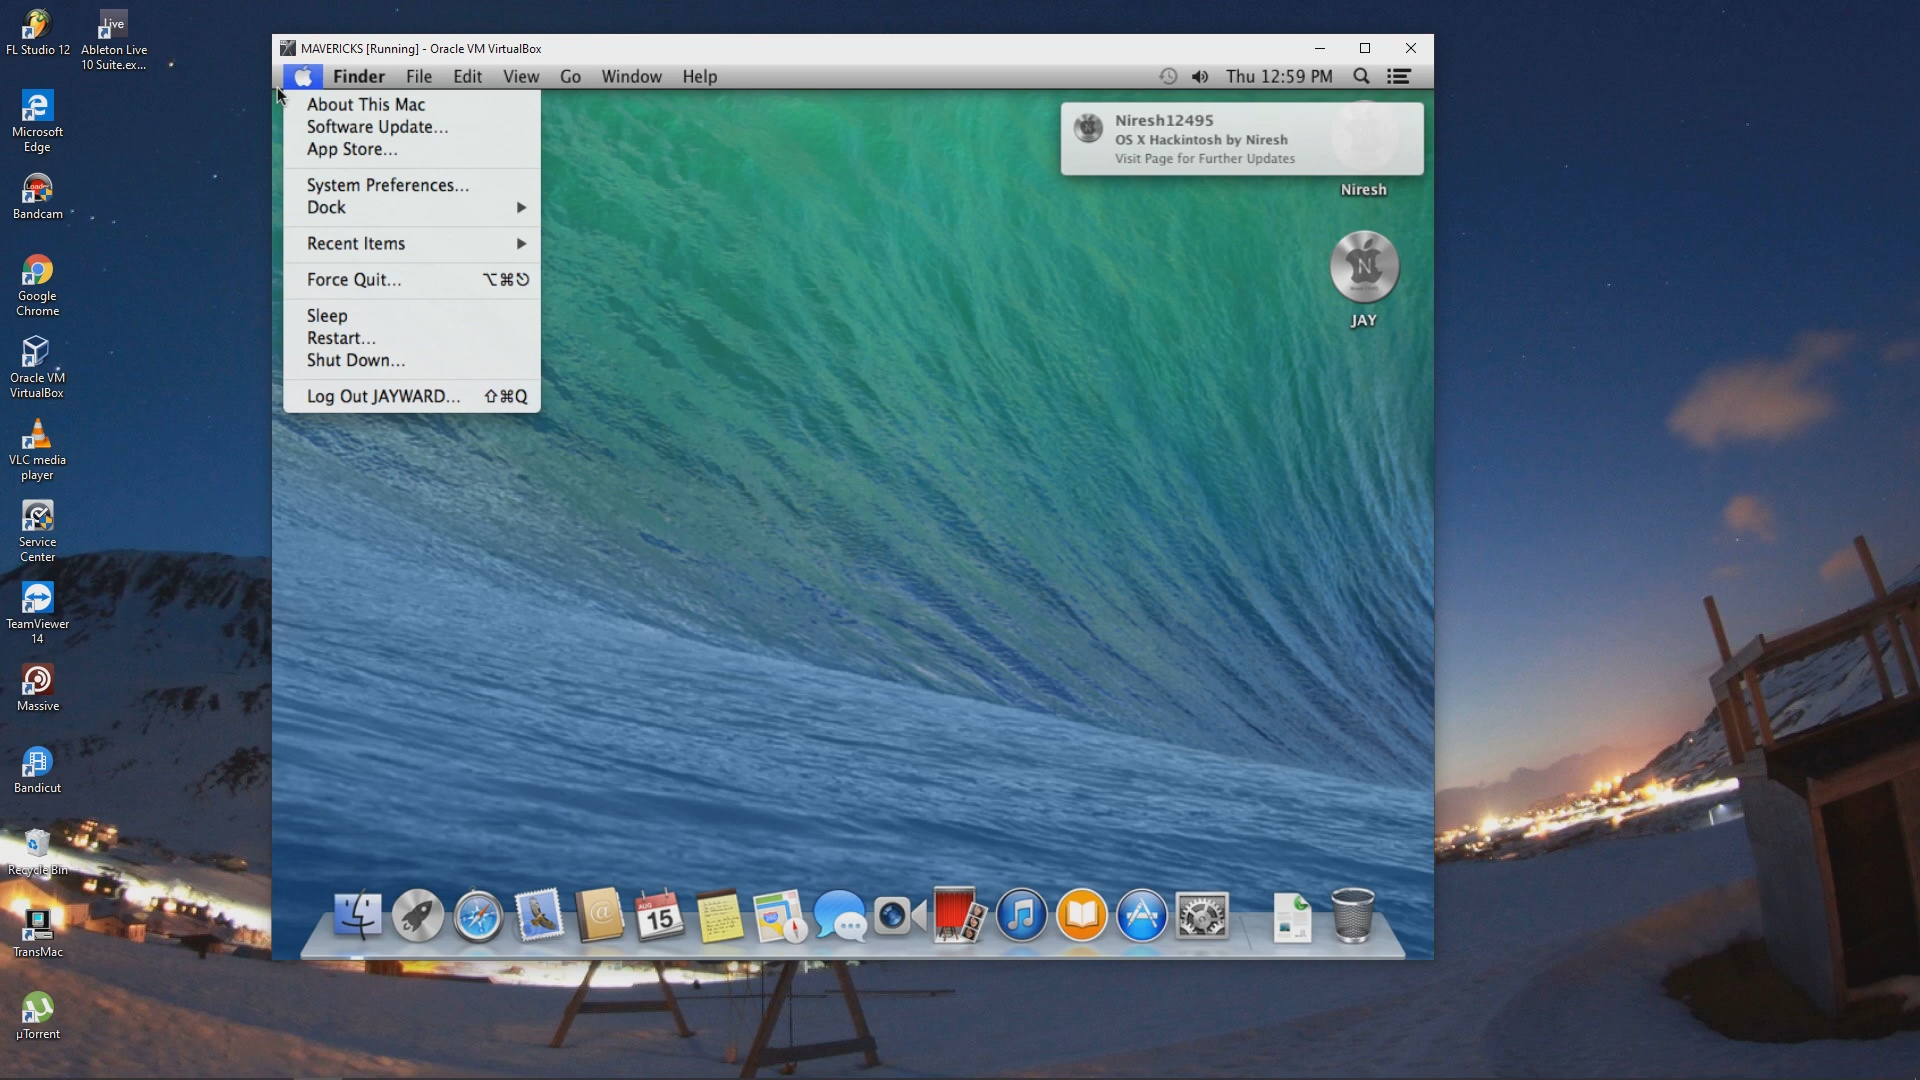 FL Studio 12
Live
Ableton Live
10 Suite.ex...
Microsoft
Edge
Bandcam
Google
Chrome
Oracle VM
VirtualBox
VLC media
player
Service
Center
TeamViewer
14
Massive
Bandicut
Recycle Bin
TransMac
µTorrent
MAVERICKS [Running] - Oracle VM VirtualBox
Finder File Edit View Go Window Help
Thu 12:59 PM
About This Mac
Software Update...
App Store...
System Preferences...
Dock ▶
Recent Items ▶
Force Quit... ⌥⌘⎋
Sleep
Restart...
Shut Down...
Log Out JAYWARD... ⇧⌘Q
Niresh12495
OS X Hackintosh by Niresh
Visit Page for Further Updates
Niresh
N
JAY
AUG
15